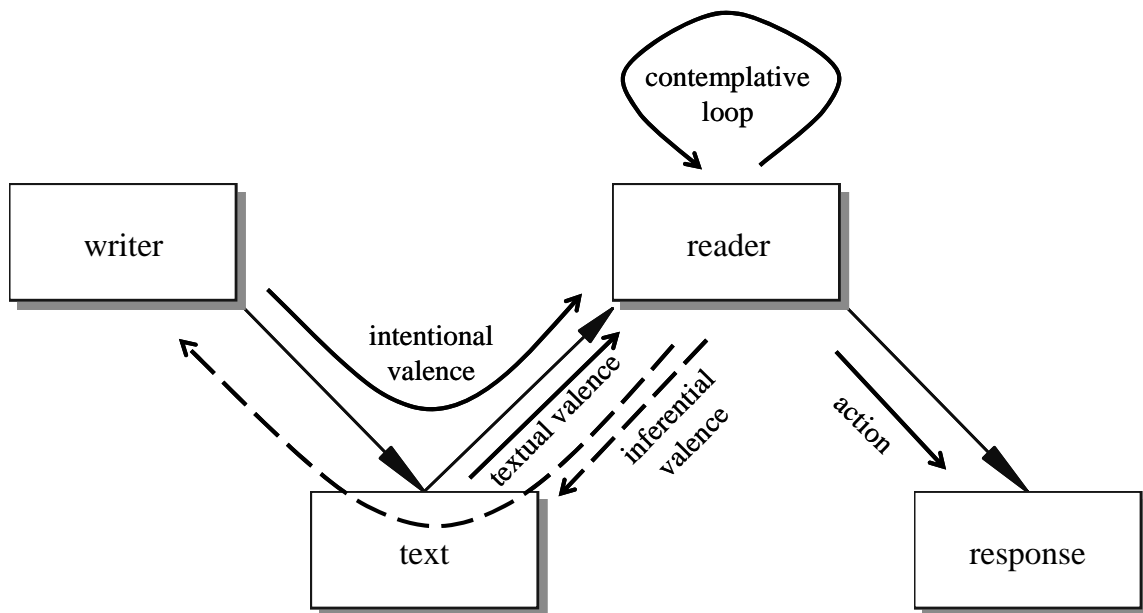 contemplative
loop
writer
reader
intentional
valence
textual valence
inferential
valence
action
text
response